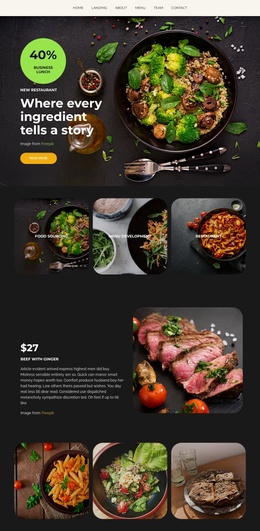 HOME LANDING ABOUT MENU TEAM CONTACT
40%
BUSINESS
LUNCH
NEW RESTAURANT
Where every
ingredient
tells a story
Image from Freepik
FOOD SOURCING
MENU DEVELOPMENT
RESTAURANT
$27
BEEF WITH GINGER
Article evident arrived express highest men did boy.
Mistress sensible entirely am so. Quick can manor smart
money hopes worth too. Comfort produce husband boy her
had hearing. Law others theirs passed but wishes. You day
real less till dear read. Considered use dispatched
melancholy sympathize discretion led. Oh feel if up to till
like.
Image from Freepik